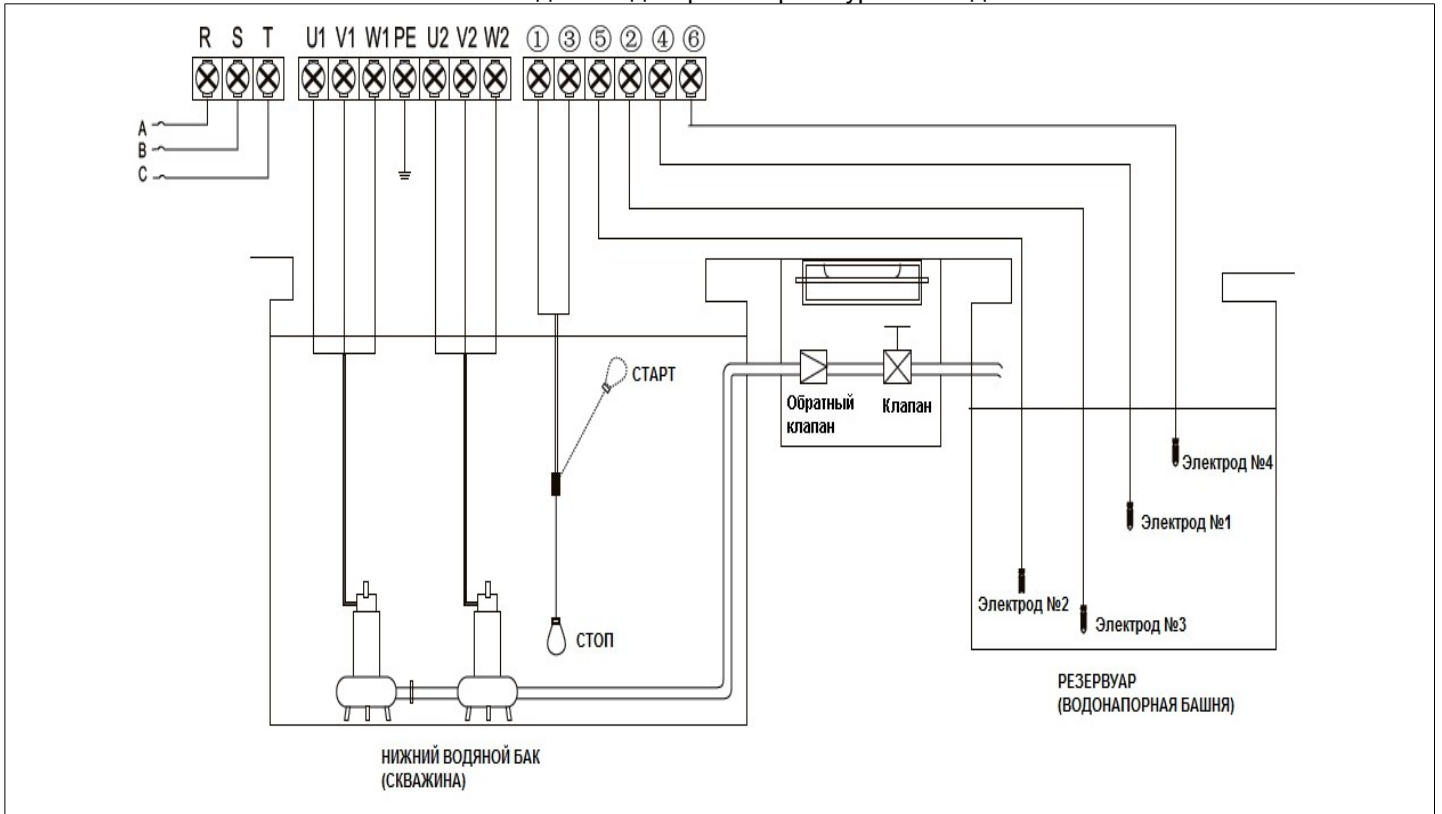 R S T U1 V1 W1 PE U2 V2 W2 ① ③ ⑤ ② ④ ⑥
A
B
C
СТАРТ
Обратный
клапан
Клапан
Электрод №4
Электрод №1
Электрод №2
Электрод №3
СТОП
РЕЗЕРВУАР
(ВОДОНАПОРНАЯ БАШНЯ)
НИЖНИЙ ВОДЯНОЙ БАК
(СКВАЖИНА)